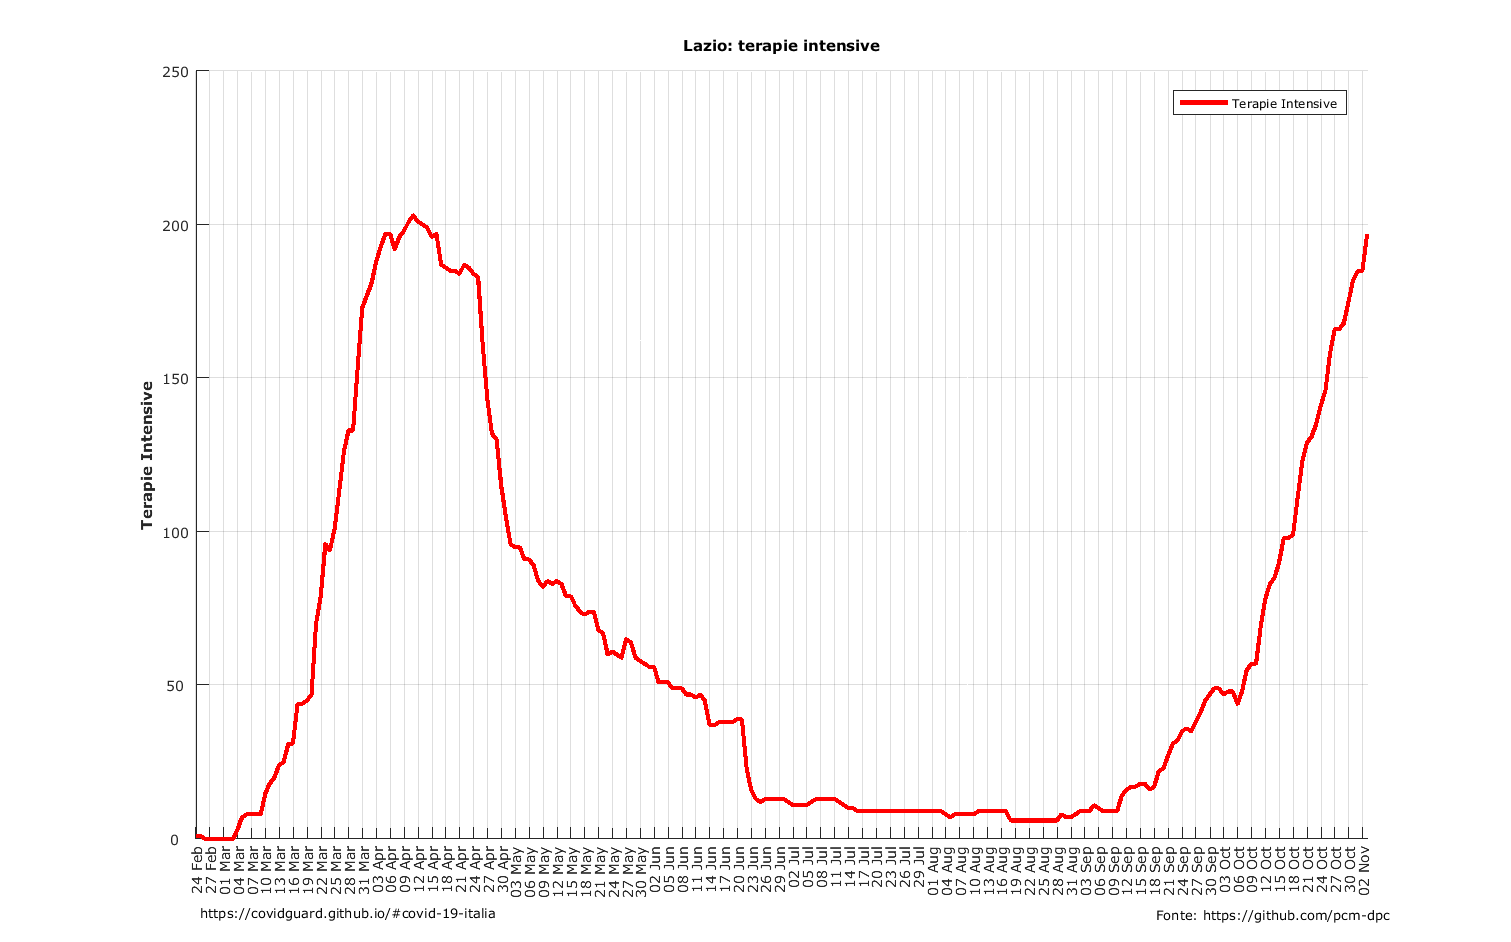 Lazio: terapie intensive
250
200
150
100
50
0
Terapie Intensive
Terapie Intensive
24 Feb
27 Feb
01 Mar
04 Mar
07 Mar
10 Mar
13 Mar
16 Mar
19 Mar
22 Mar
25 Mar
28 Mar
31 Mar
03 Apr
06 Apr
09 Apr
12 Apr
15 Apr
18 Apr
21 Apr
24 Apr
27 Apr
30 Apr
03 May
06 May
09 May
12 May
15 May
18 May
21 May
24 May
27 May
30 May
02 Jun
05 Jun
08 Jun
11 Jun
14 Jun
17 Jun
20 Jun
23 Jun
26 Jun
29 Jun
02 Jul
05 Jul
08 Jul
11 Jul
14 Jul
17 Jul
20 Jul
23 Jul
26 Jul
29 Jul
01 Aug
04 Aug
07 Aug
10 Aug
13 Aug
16 Aug
19 Aug
22 Aug
25 Aug
28 Aug
31 Aug
03 Sep
06 Sep
09 Sep
12 Sep
15 Sep
18 Sep
21 Sep
24 Sep
27 Sep
30 Sep
03 Oct
06 Oct
09 Oct
12 Oct
15 Oct
18 Oct
21 Oct
24 Oct
27 Oct
30 Oct
02 Nov
https://covidguard.github.io/#covid-19-italia
Fonte: https://github.com/pcm-dpc